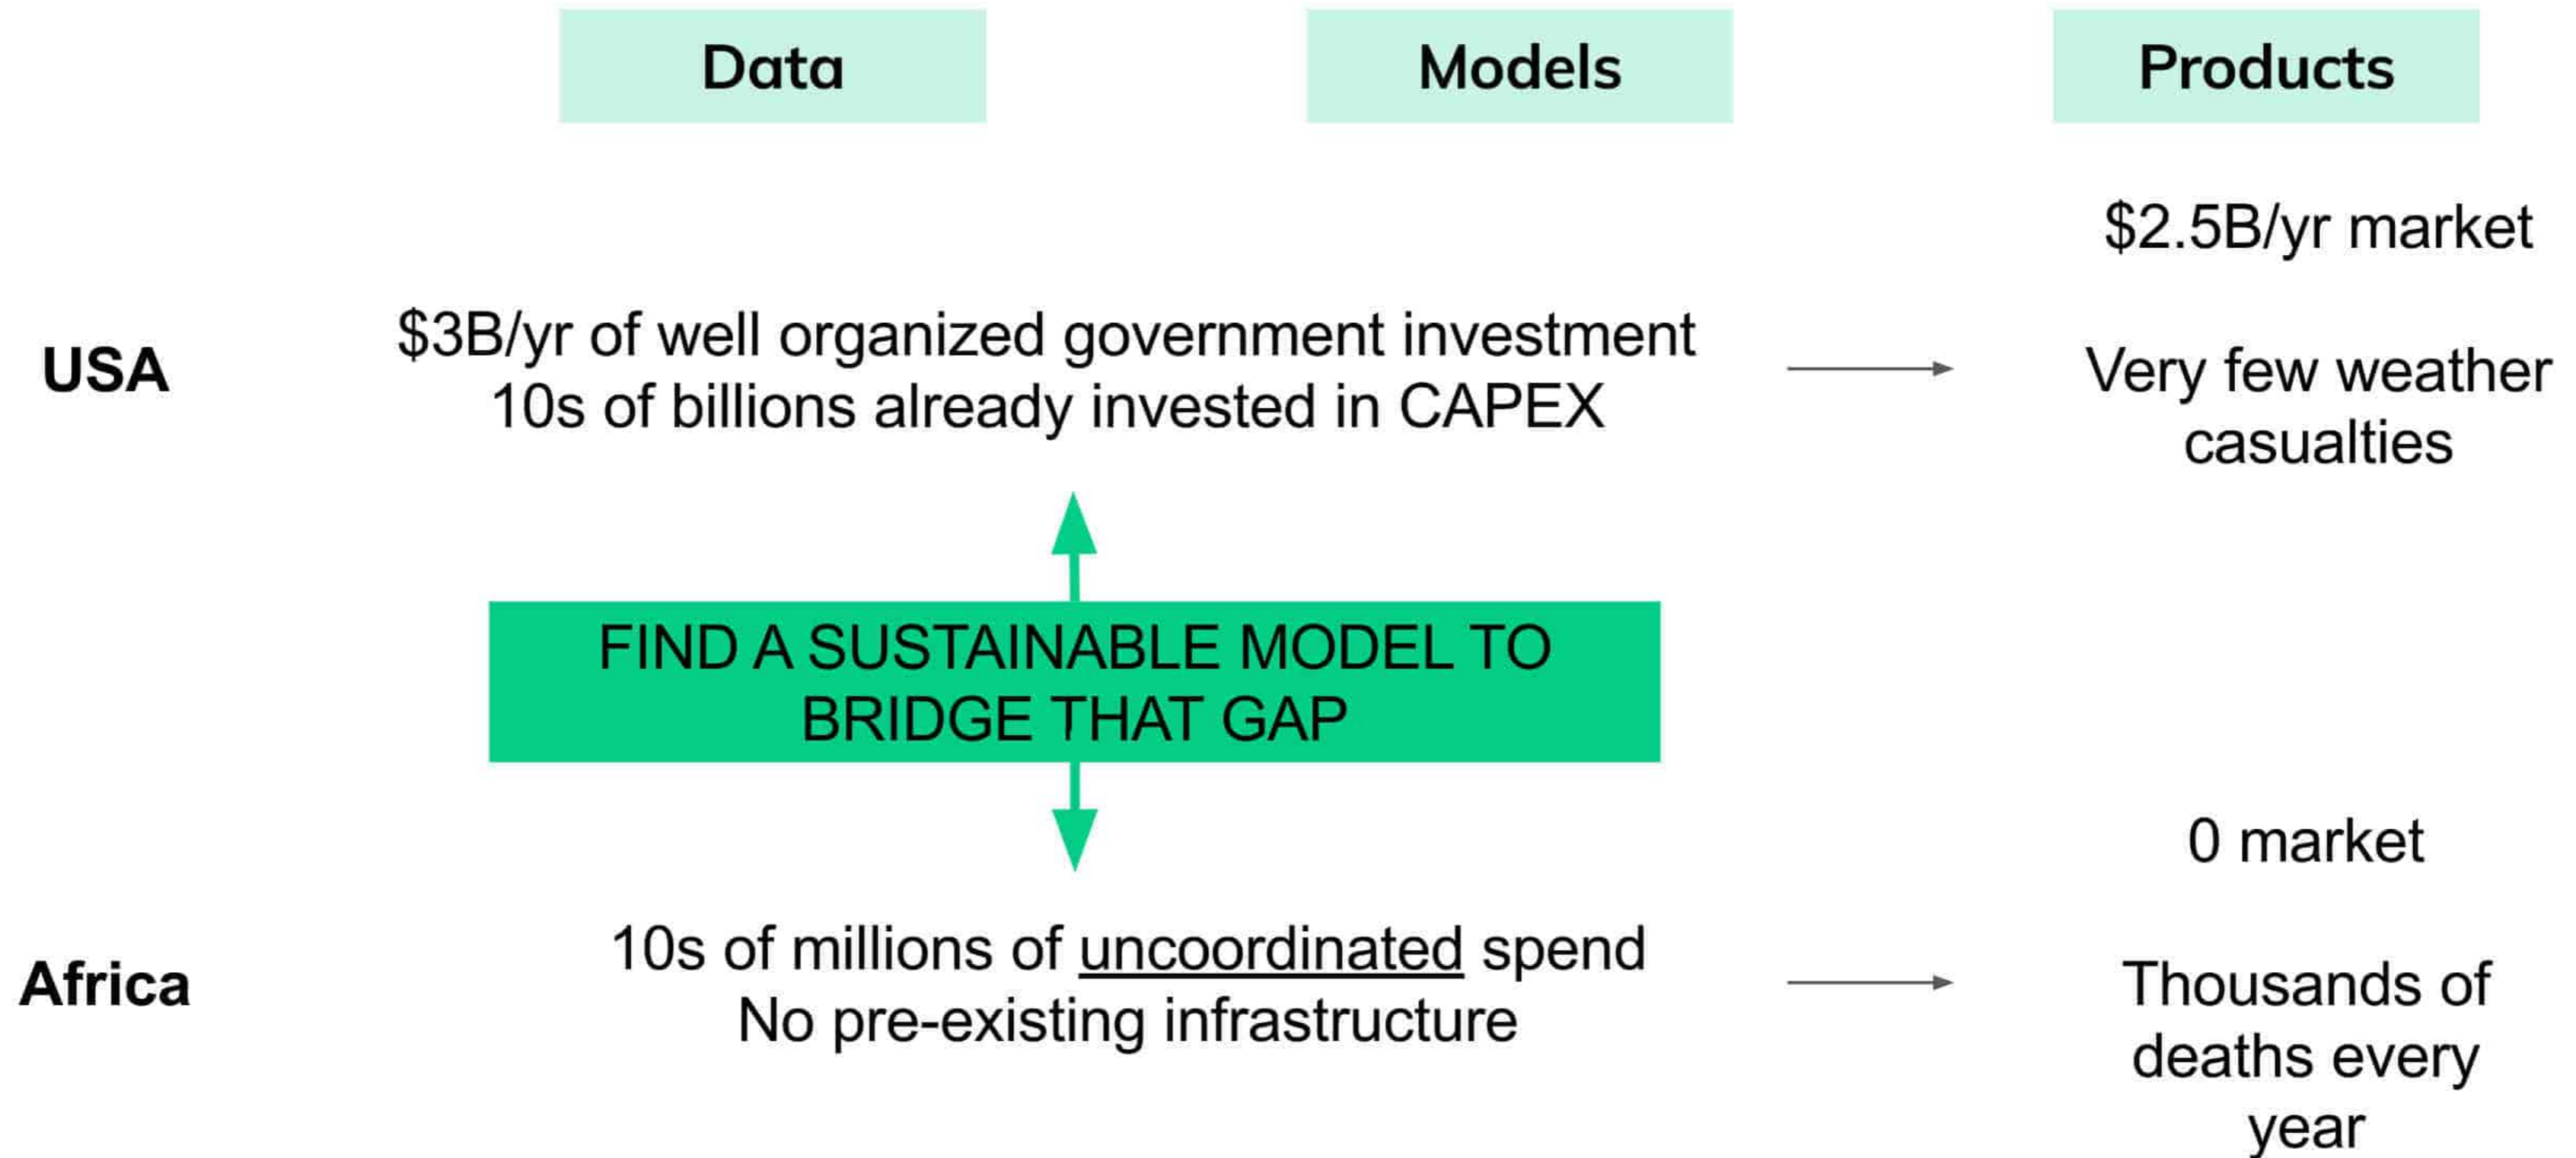 Data
Models
Products
USA
$3B/yr of well organized government investment
10s of billions already invested in CAPEX
$2.5B/yr market
Very few weather
casualties
FIND A SUSTAINABLE MODEL TO
BRIDGE THAT GAP
Africa
10s of millions of uncoordinated spend
No pre-existing infrastructure
0 market
Thousands of
deaths every
year